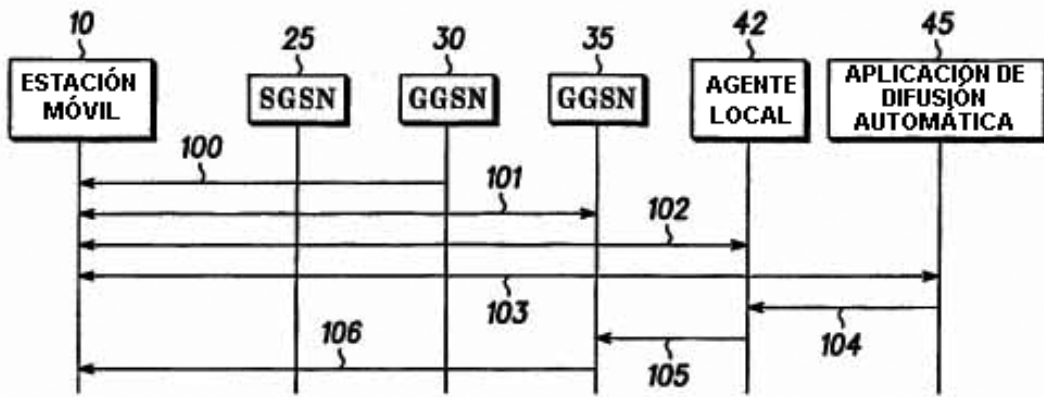 10
25
30
35
42
45
ESTACIÓN
MÓVIL
SGSN
GGSN
GGSN
AGENTE
LOCAL
APLICACIÓN DE
DIFUSIÓN
AUTOMÁTICA
100
101
102
103
104
105
106